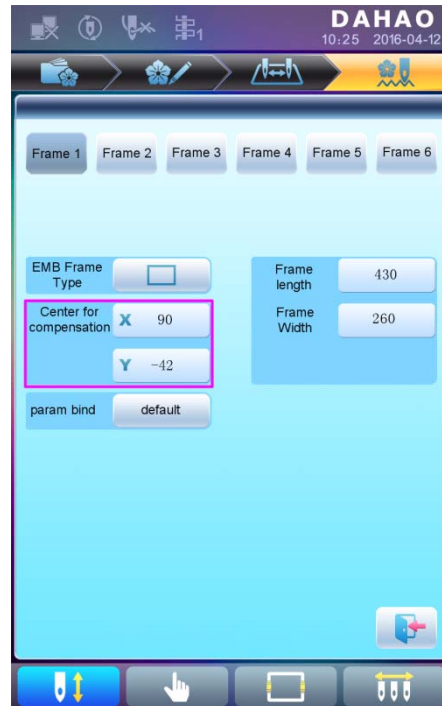 DAHAO
1
10:25 2016-04-12
Frame 1 Frame 2 Frame 3 Frame 4 Frame 5 Frame 6
EMB Frame
Type
Frame
length
430
Center for
compensation
X 90
Frame
Width
260
Y -42
param bind
default